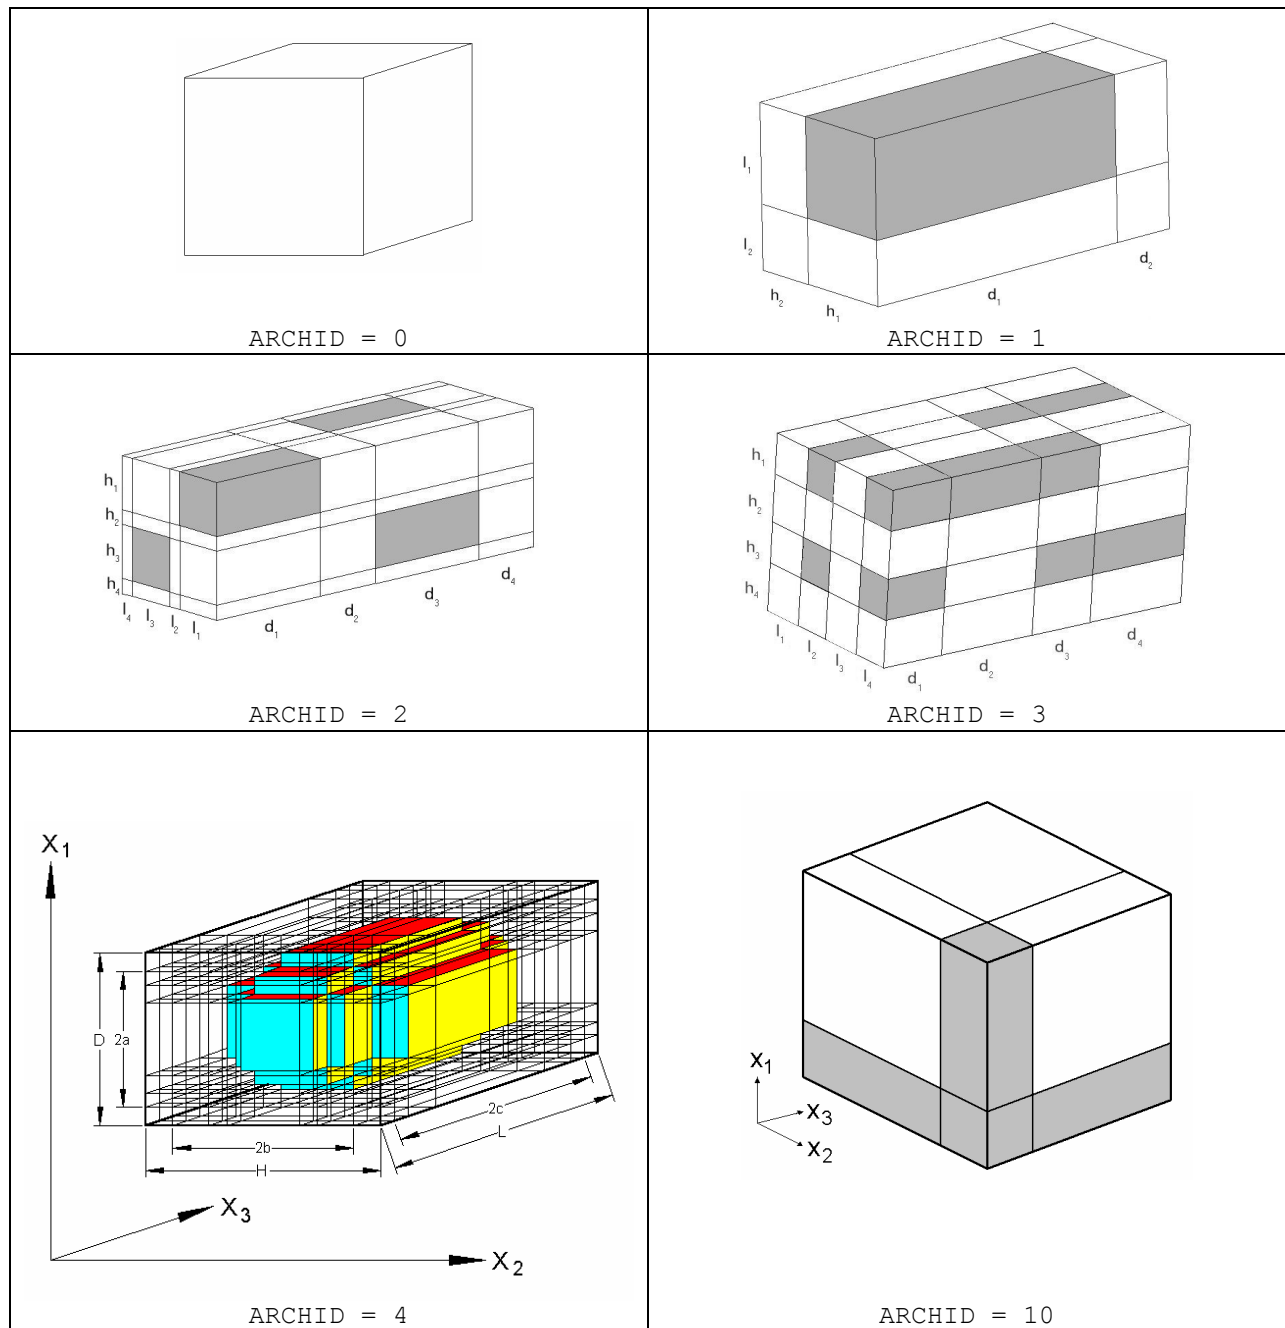 ARCHID = 0
l₁
l₂
h₂
h₁
d₁
d₂
ARCHID = 1
h₁
h₂
h₃
h₄
l₄
l₃
l₂
l₁
d₁
d₂
d₃
d₄
ARCHID = 2
h₁
h₂
h₃
h₄
l₁
l₂
l₃
l₄
d₁
d₂
d₃
d₄
ARCHID = 3
X₁
D
2a
2b
H
2c
L
X₃
X₂
ARCHID = 4
X₁
X₃
X₂
ARCHID = 10